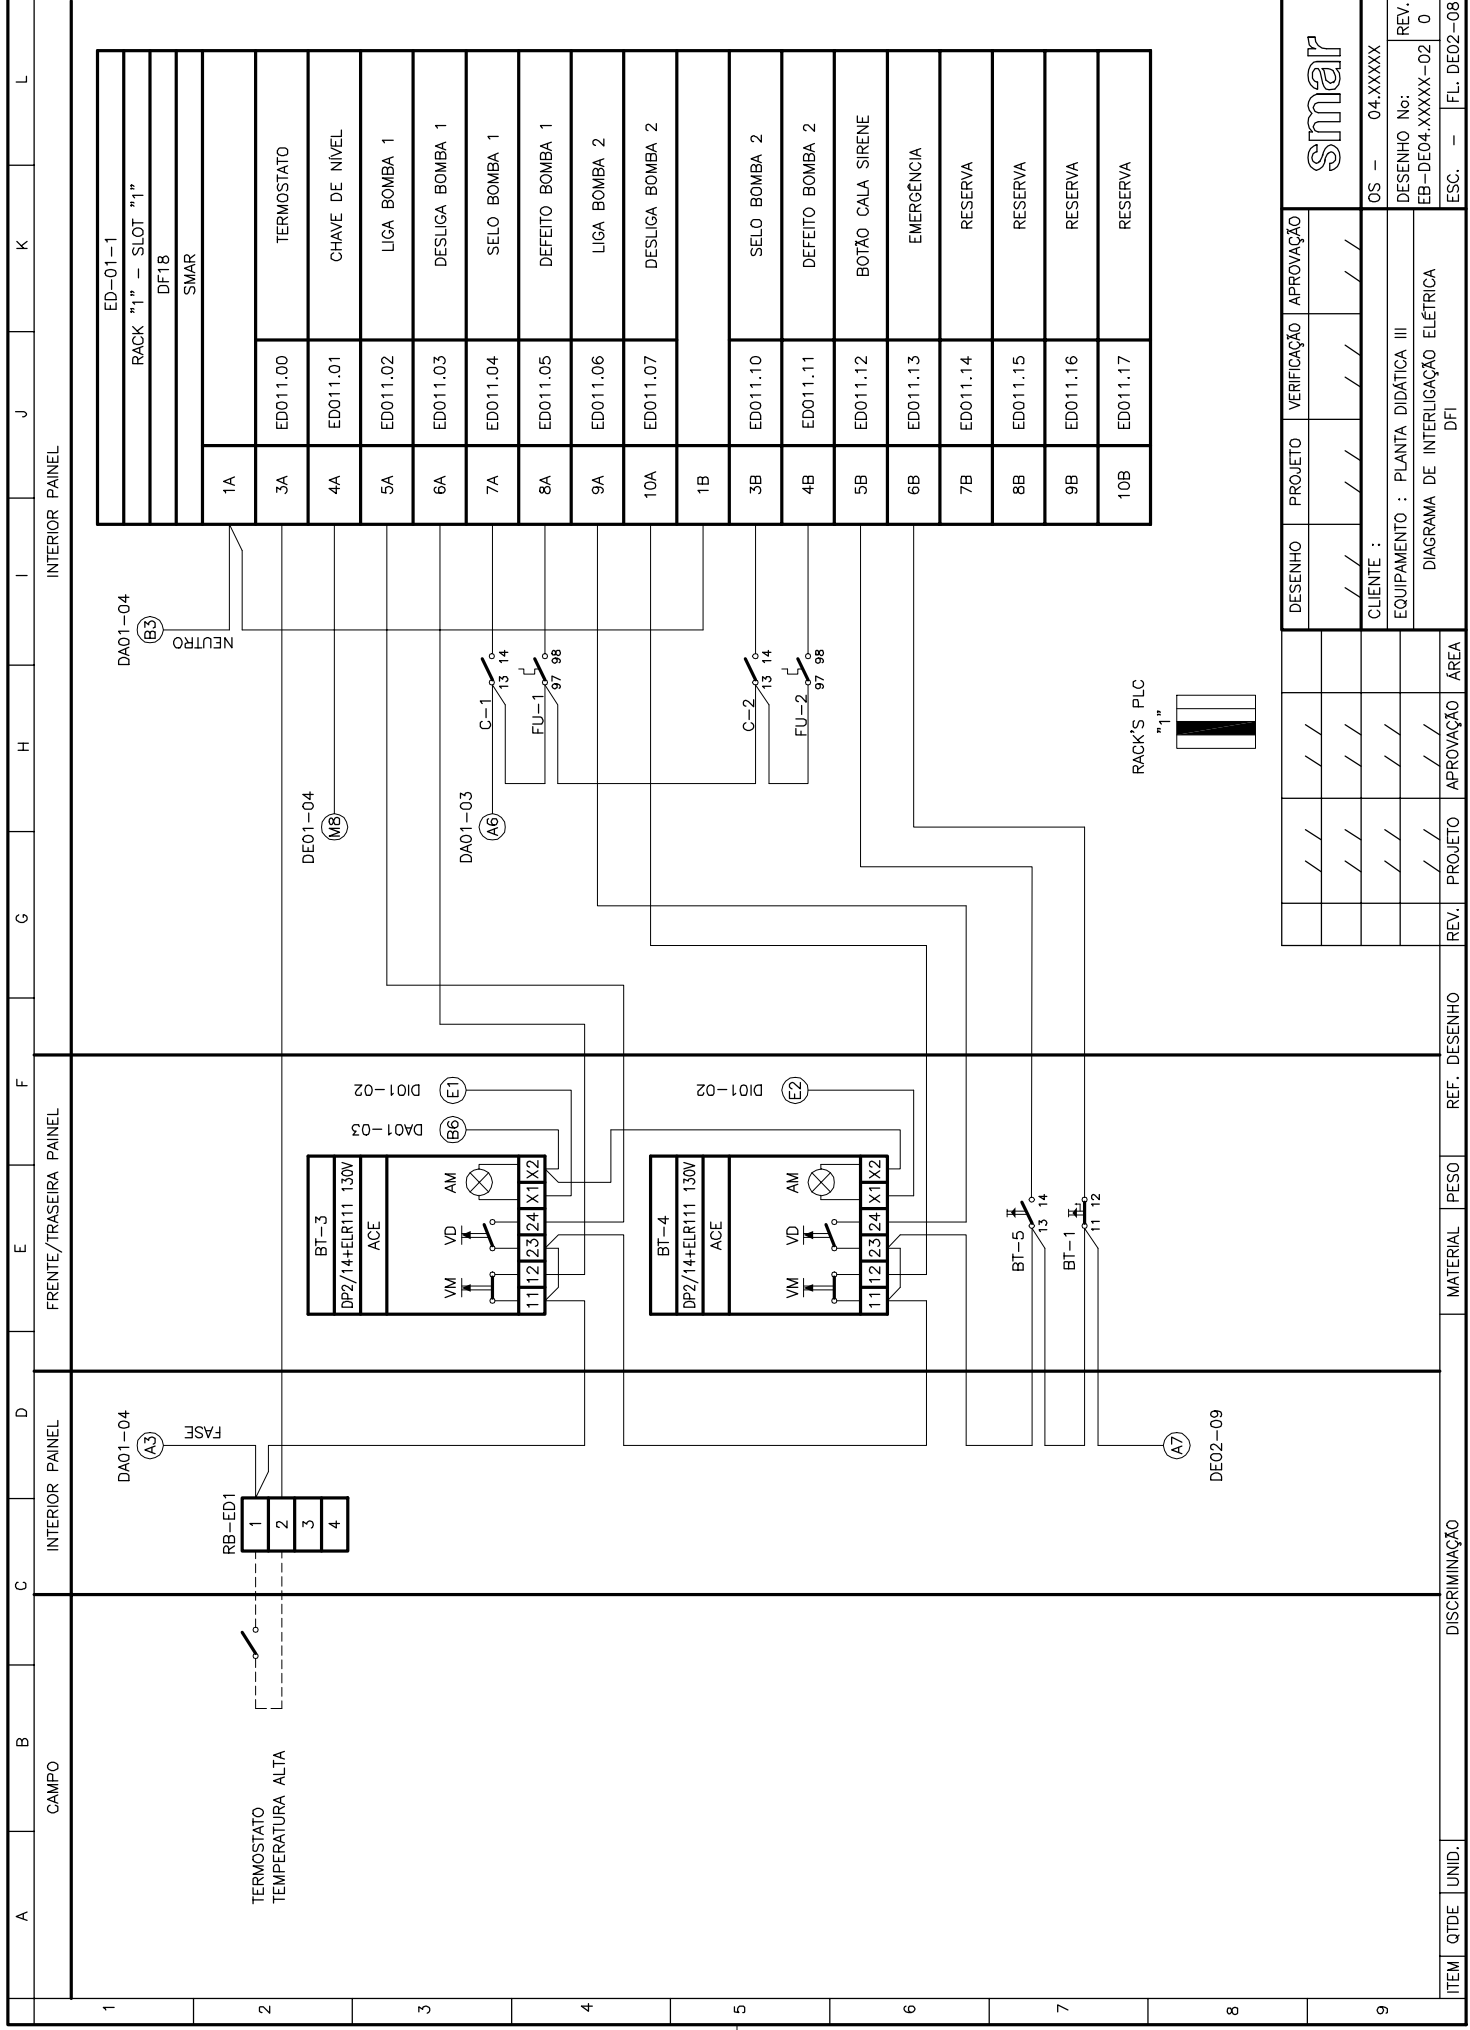 A B C D E F G H I J K L
CAMPO
INTERIOR PAINEL
FRENTE/TRASEIRA PAINEL
INTERIOR PAINEL
1
2
3
4
5
6
7
8
9
TERMOSTATO
TEMPERATURA ALTA
DA01-04
A3
FASE
RB-ED1
1
2
3
4
A7
DE02-09
BT-3
DP2/14+ELR111 130V
ACE
VM VD AM
11 12 23 24 X1 X2
DA01-03
B6
DI01-02
E1
BT-4
DP2/14+ELR111 130V
ACE
VM VD AM
11 12 23 24 X1 X2
DI01-02
E2
BT-5
13 14
BT-1
11 12
DA01-04
B3
NEUTRO
DE01-04
M8
DA01-03
A6
C-1
13 14
FU-1
97 98
C-2
13 14
FU-2
97 98
RACK'S PLC
"1"
ED-01-1
RACK "1" - SLOT "1"
DF18
SMAR
1A
3A ED011.00 TERMOSTATO
4A ED011.01 CHAVE DE NÍVEL
5A ED011.02 LIGA BOMBA 1
6A ED011.03 DESLIGA BOMBA 1
7A ED011.04 SELO BOMBA 1
8A ED011.05 DEFEITO BOMBA 1
9A ED011.06 LIGA BOMBA 2
10A ED011.07 DESLIGA BOMBA 2
1B
3B ED011.10 SELO BOMBA 2
4B ED011.11 DEFEITO BOMBA 2
5B ED011.12 BOTÃO CALA SIRENE
6B ED011.13 EMERGÊNCIA
7B ED011.14 RESERVA
8B ED011.15 RESERVA
9B ED011.16 RESERVA
10B ED011.17 RESERVA
ITEM QTDE UNID. DISCRIMINAÇÃO MATERIAL PESO REF. DESENHO
REV. PROJETO APROVAÇÃO ÁREA
/ / / /
/ / / /
/ / / /
/ / / /
DESENHO PROJETO VERIFICAÇÃO APROVAÇÃO
/ / / / / / / /
CLIENTE :
EQUIPAMENTO : PLANTA DIDÁTICA III
DIAGRAMA DE INTERLIGAÇÃO ELÉTRICA
DFI
smar
OS - 04.XXXXX
DESENHO No: REV.
EB-DE04.XXXXX-02 0
ESC. - FL. DE02-08